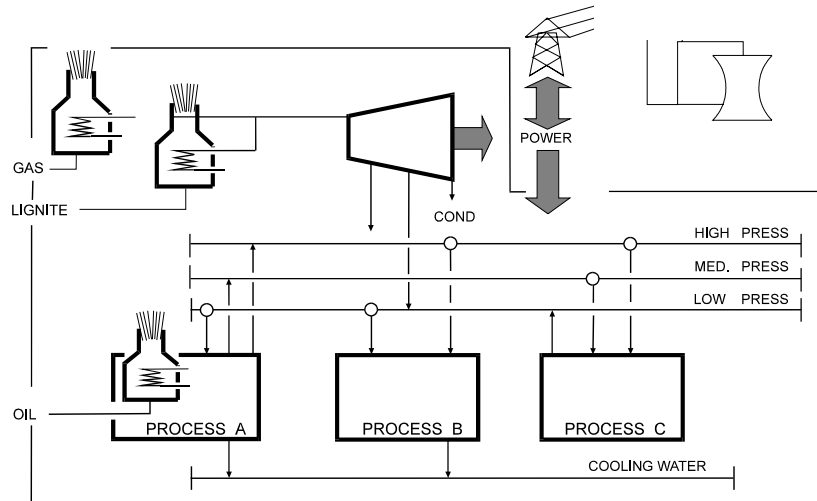 POWER
GAS
LIGNITE
COND
HIGH PRESS
MED. PRESS
LOW PRESS
OIL
PROCESS A
PROCESS B
PROCESS C
COOLING WATER